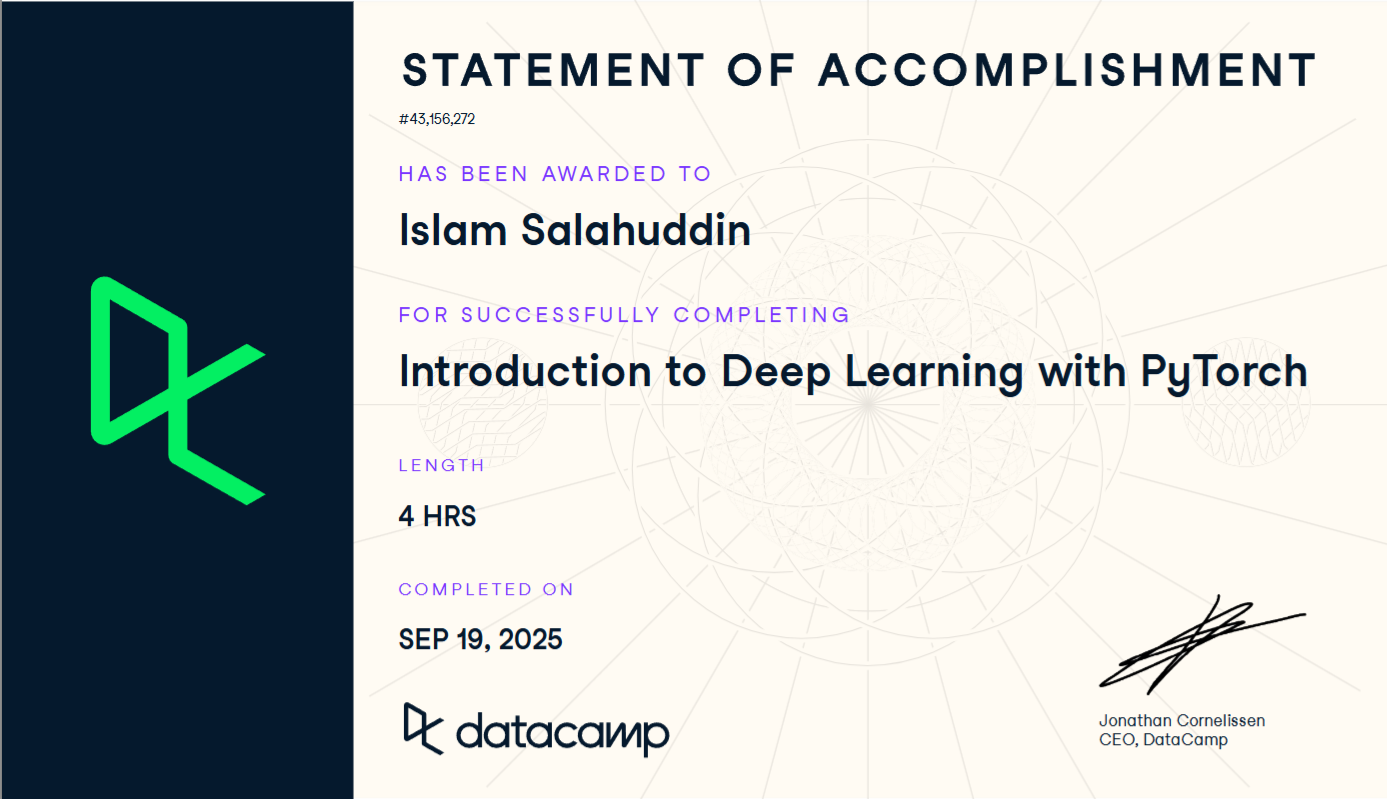 STATEMENT OF ACCOMPLISHMENT
#43,156,272
HAS BEEN AWARDED TO
Islam Salahuddin
FOR SUCCESSFULLY COMPLETING
Introduction to Deep Learning with PyTorch
LENGTH
4 HRS
COMPLETED ON
SEP 19, 2025
datacamp
Jonathan Cornelissen
CEO, DataCamp